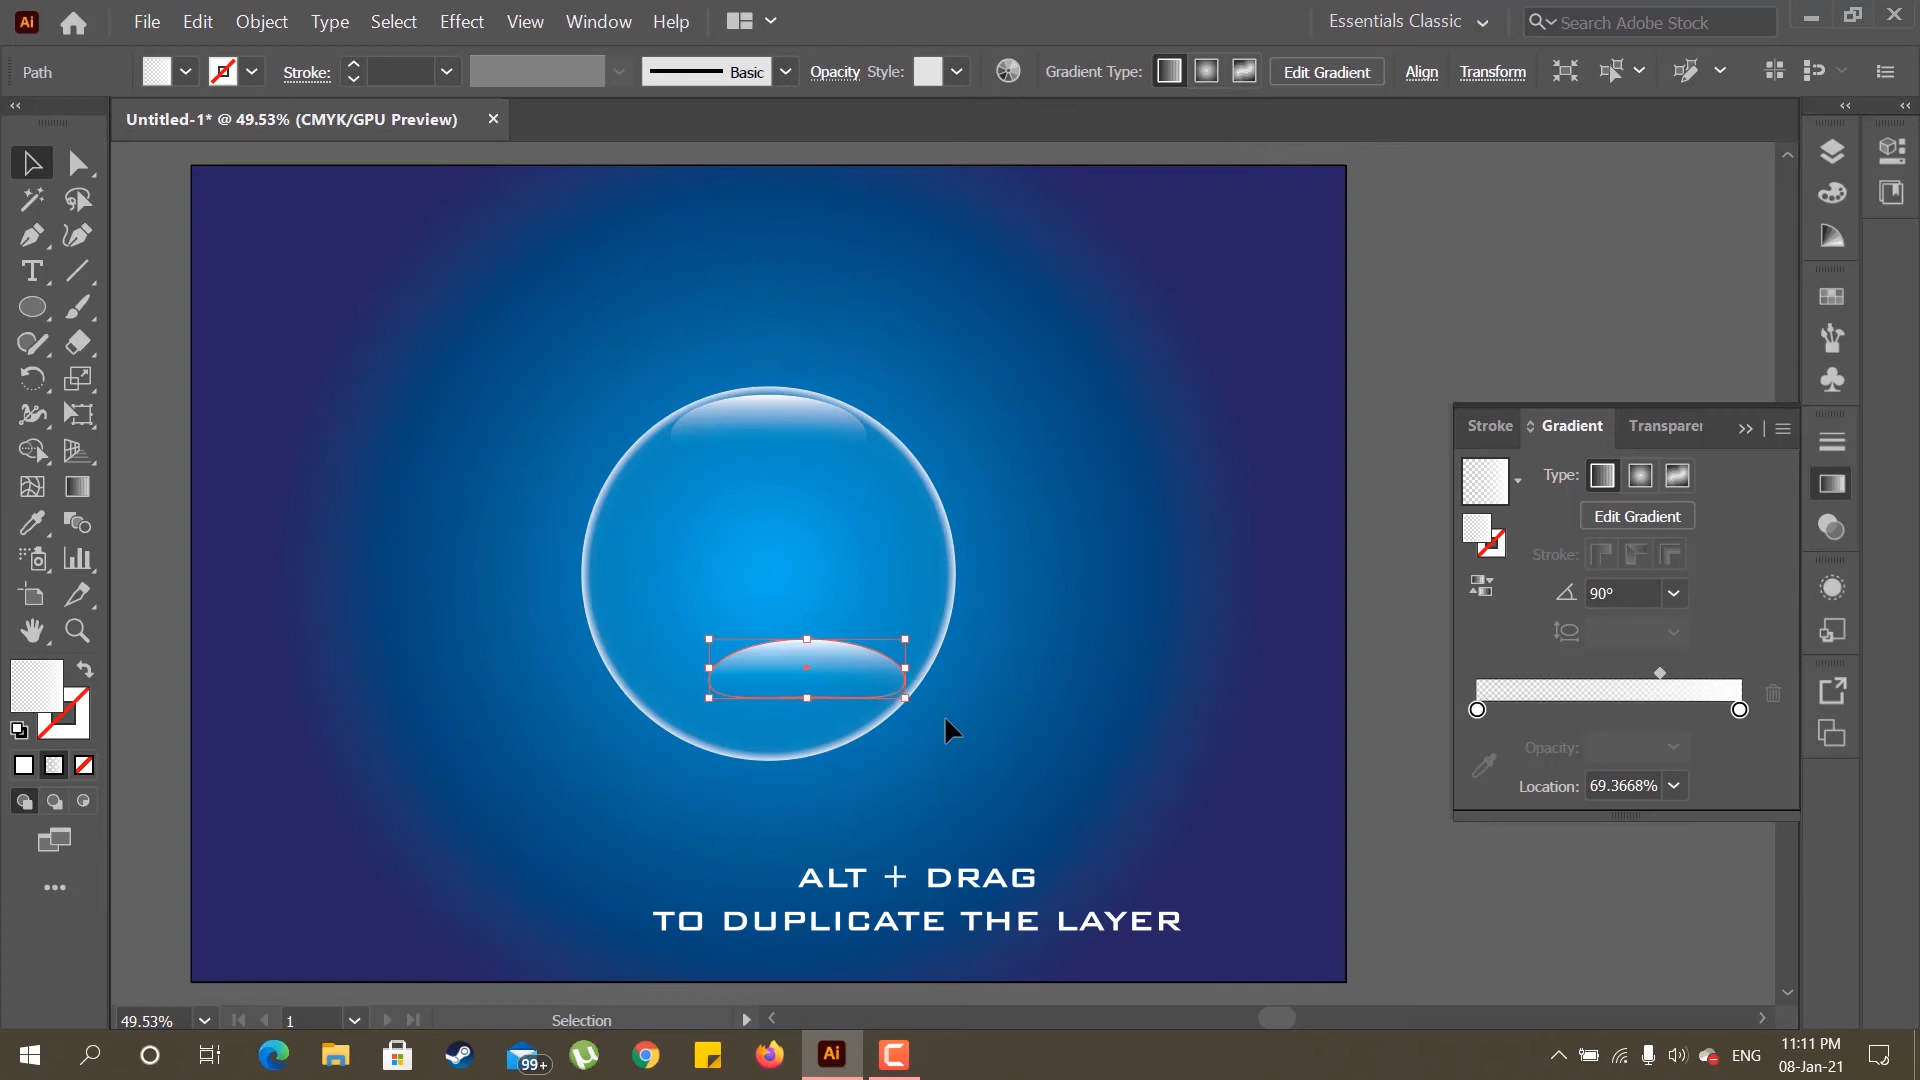 Ai File Edit Object Type Select Effect View Window Help Essentials Classic Search Adobe Stock
Path Stroke: Basic Opacity Style: Gradient Type: Edit Gradient Align Transform
Untitled-1* @ 49.53% (CMYK/GPU Preview)
Stroke Gradient Transparer
Type:
Edit Gradient
Stroke:
90°
Opacity:
Location: 69.3668%
ALT + DRAG
TO DUPLICATE THE LAYER
49.53% 1 Selection
99+ Ai ENG
11:11 PM
08-Jan-21